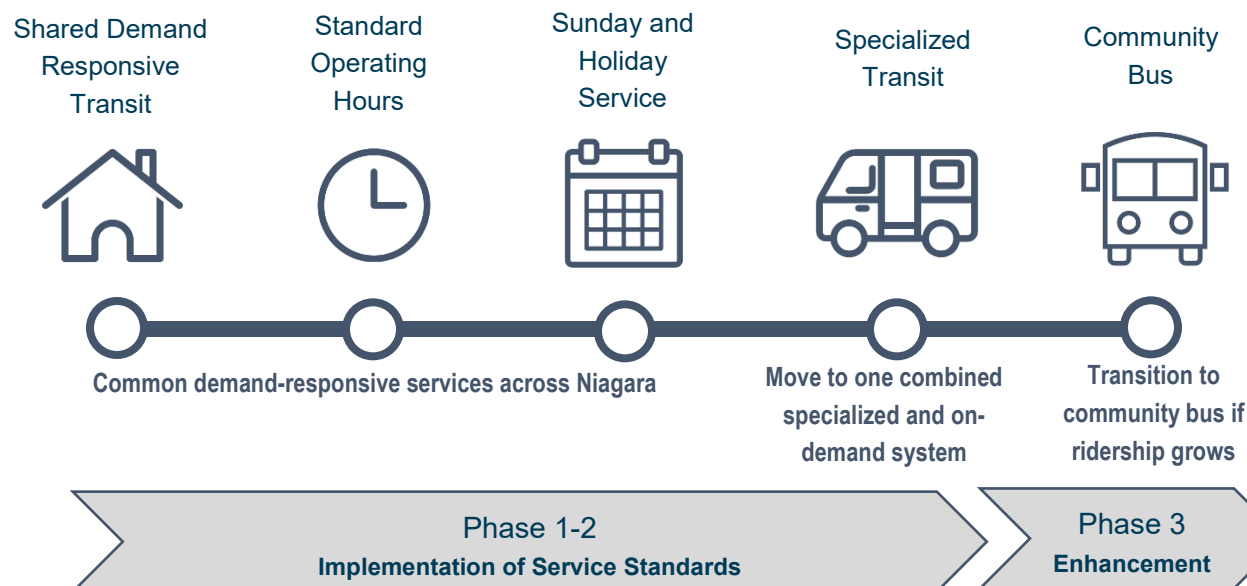 Shared Demand
Responsive
Transit
Standard
Operating
Hours
Sunday and
Holiday
Service
Specialized
Transit
Community
Bus
Common demand-responsive services across Niagara
Move to one combined
specialized and on-
demand system
Transition to
community bus if
ridership grows
Phase 1-2
Implementation of Service Standards
Phase 3
Enhancement